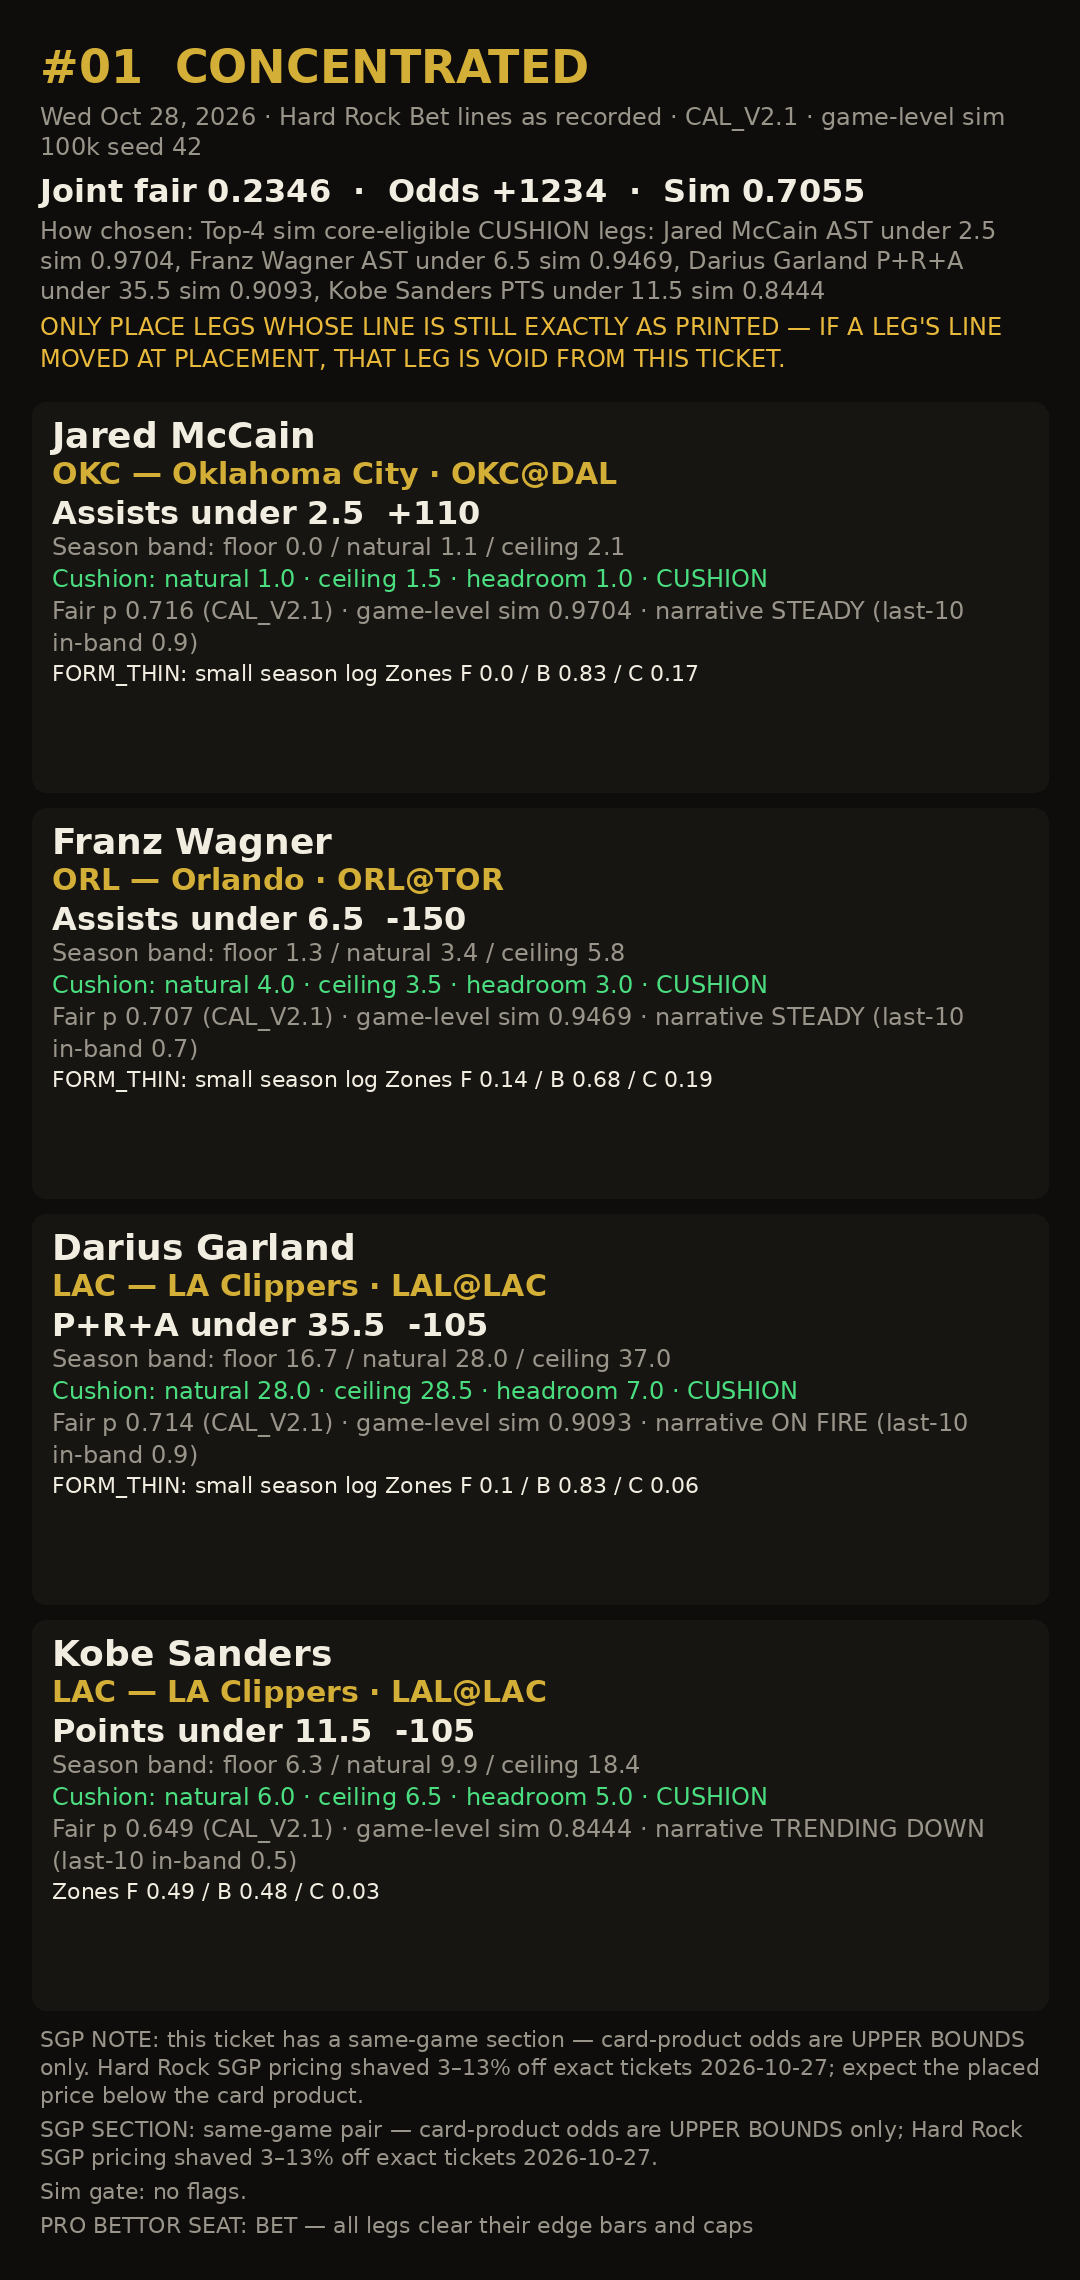 #01  CONCENTRATED
Wed Oct 28, 2026 · Hard Rock Bet lines as recorded · CAL_V2.1 · game-level sim
100k seed 42
Joint fair 0.2346  ·  Odds +1234  ·  Sim 0.7055
How chosen: Top-4 sim core-eligible CUSHION legs: Jared McCain AST under 2.5
sim 0.9704, Franz Wagner AST under 6.5 sim 0.9469, Darius Garland P+R+A
under 35.5 sim 0.9093, Kobe Sanders PTS under 11.5 sim 0.8444
ONLY PLACE LEGS WHOSE LINE IS STILL EXACTLY AS PRINTED — IF A LEG'S LINE
MOVED AT PLACEMENT, THAT LEG IS VOID FROM THIS TICKET.
Jared McCain
OKC — Oklahoma City · OKC@DAL
Assists under 2.5  +110
Season band: floor 0.0 / natural 1.1 / ceiling 2.1
Cushion: natural 1.0 · ceiling 1.5 · headroom 1.0 · CUSHION
Fair p 0.716 (CAL_V2.1) · game-level sim 0.9704 · narrative STEADY (last-10
in-band 0.9)
FORM_THIN: small season log Zones F 0.0 / B 0.83 / C 0.17
Franz Wagner
ORL — Orlando · ORL@TOR
Assists under 6.5  -150
Season band: floor 1.3 / natural 3.4 / ceiling 5.8
Cushion: natural 4.0 · ceiling 3.5 · headroom 3.0 · CUSHION
Fair p 0.707 (CAL_V2.1) · game-level sim 0.9469 · narrative STEADY (last-10
in-band 0.7)
FORM_THIN: small season log Zones F 0.14 / B 0.68 / C 0.19
Darius Garland
LAC — LA Clippers · LAL@LAC
P+R+A under 35.5  -105
Season band: floor 16.7 / natural 28.0 / ceiling 37.0
Cushion: natural 28.0 · ceiling 28.5 · headroom 7.0 · CUSHION
Fair p 0.714 (CAL_V2.1) · game-level sim 0.9093 · narrative ON FIRE (last-10
in-band 0.9)
FORM_THIN: small season log Zones F 0.1 / B 0.83 / C 0.06
Kobe Sanders
LAC — LA Clippers · LAL@LAC
Points under 11.5  -105
Season band: floor 6.3 / natural 9.9 / ceiling 18.4
Cushion: natural 6.0 · ceiling 6.5 · headroom 5.0 · CUSHION
Fair p 0.649 (CAL_V2.1) · game-level sim 0.8444 · narrative TRENDING DOWN
(last-10 in-band 0.5)
Zones F 0.49 / B 0.48 / C 0.03
SGP NOTE: this ticket has a same-game section — card-product odds are UPPER BOUNDS
only. Hard Rock SGP pricing shaved 3–13% off exact tickets 2026-10-27; expect the placed
price below the card product.
SGP SECTION: same-game pair — card-product odds are UPPER BOUNDS only; Hard Rock
SGP pricing shaved 3–13% off exact tickets 2026-10-27.
Sim gate: no flags.
PRO BETTOR SEAT: BET — all legs clear their edge bars and caps